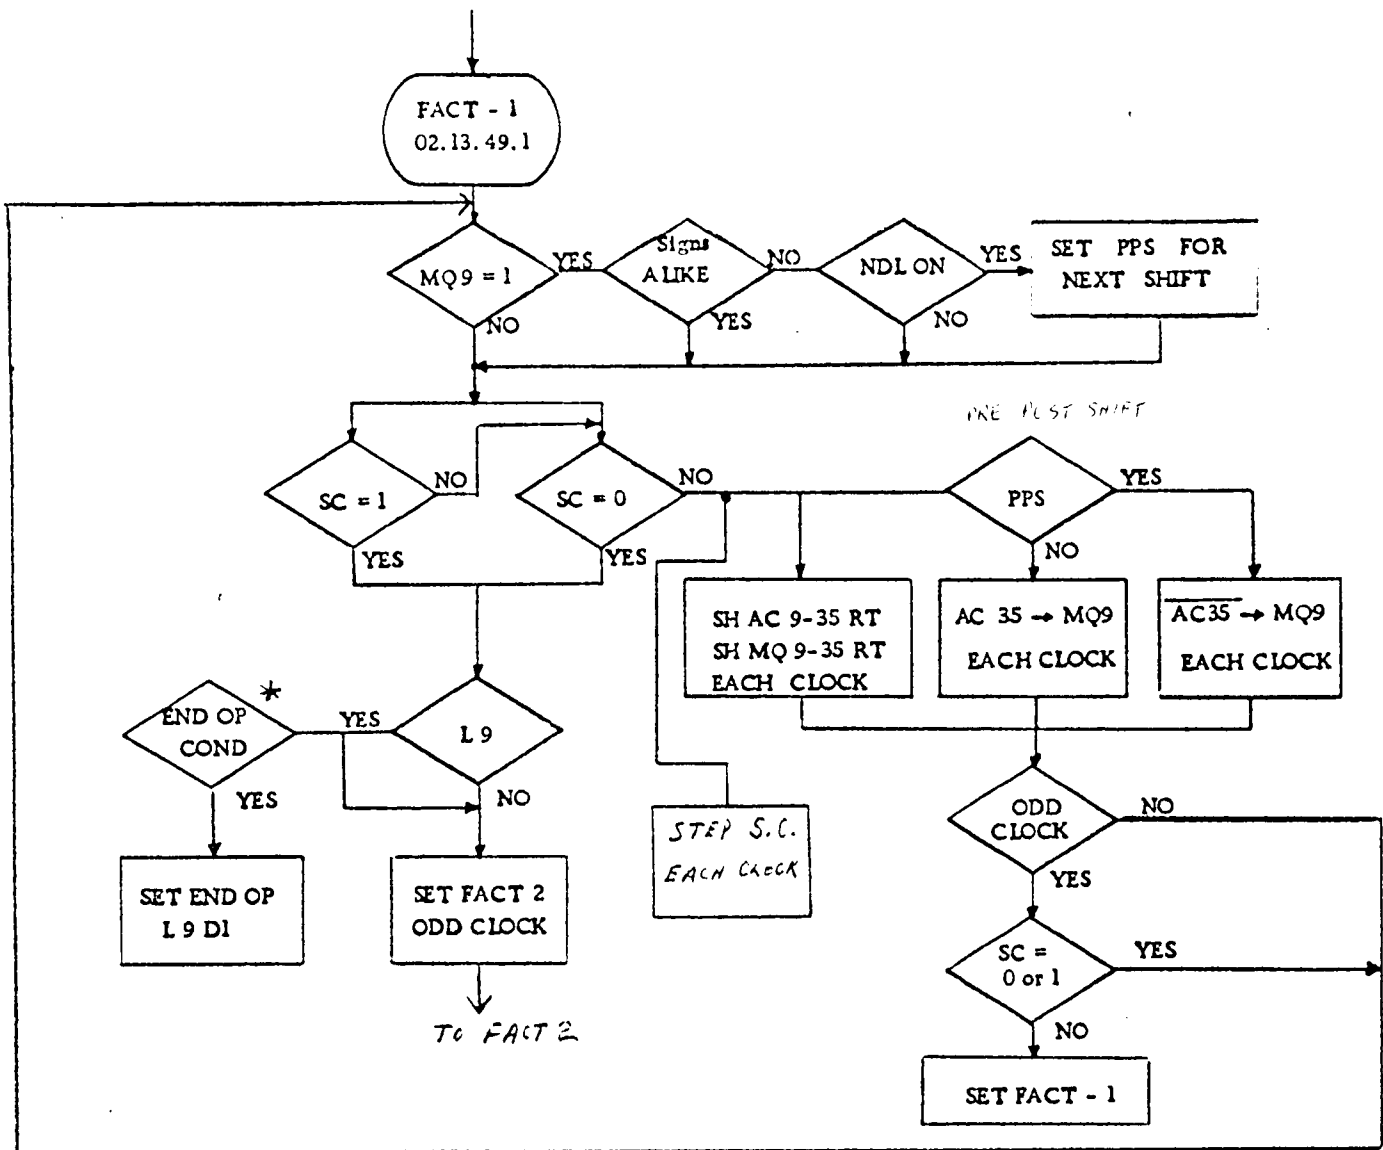 FACT - 1
02.13.49.1
MQ9 = 1
YES
NO
Signs
ALIKE
NO
YES
NDL ON
YES
NO
SET PPS FOR
NEXT SHIFT
PRE POST SHIFT
SC = 1
NO
YES
SC = 0
NO
YES
PPS
YES
NO
SH AC 9-35 RT
SH MQ 9-35 RT
EACH CLOCK
AC 35 → MQ9
EACH CLOCK
AC35 → MQ9
EACH CLOCK
END OP
COND
*
YES
YES
L 9
NO
SET END OP
L 9 D1
SET FACT 2
ODD CLOCK
TO FACT 2
STEP S.C.
EACH CLOCK
ODD
CLOCK
NO
YES
SC =
0 or 1
YES
NO
SET FACT - 1